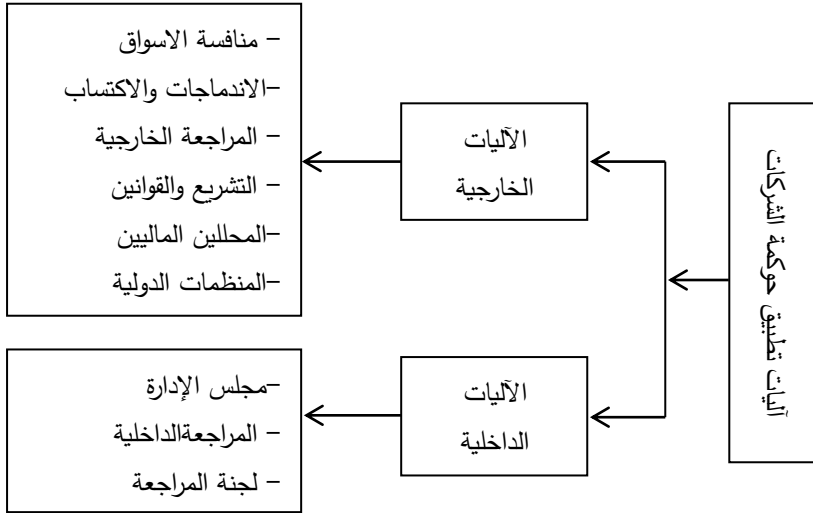 آليات تطبيق حوكمة الشركات
الآليات
الخارجية
- منافسة الاسواق
-الاندماجات والاكتساب
- المراجعة الخارجية
- التشريع والقوانين
-المحللين الماليين
-المنظمات الدولية
الآليات
الداخلية
-مجلس الإدارة
- المراجعةالداخلية
- لجنة المراجعة